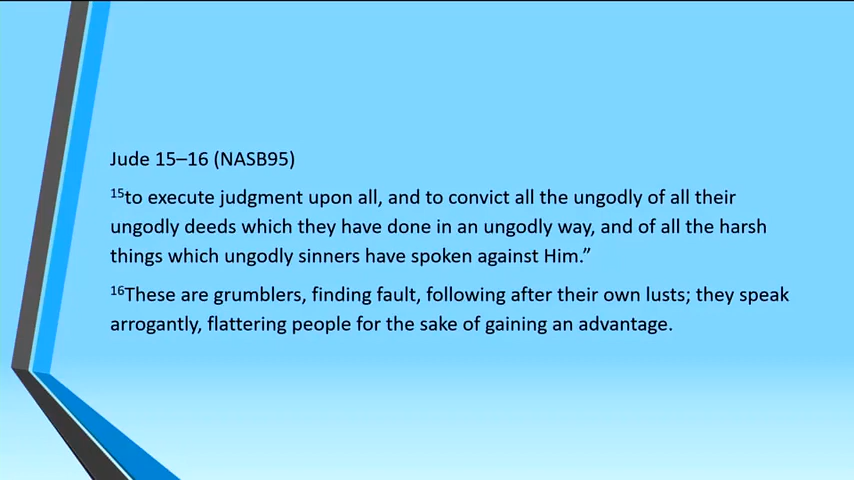 Jude 15–16 (NASB95)
15to execute judgment upon all, and to convict all the ungodly of all their
ungodly deeds which they have done in an ungodly way, and of all the harsh
things which ungodly sinners have spoken against Him.”
16These are grumblers, finding fault, following after their own lusts; they speak
arrogantly, flattering people for the sake of gaining an advantage.